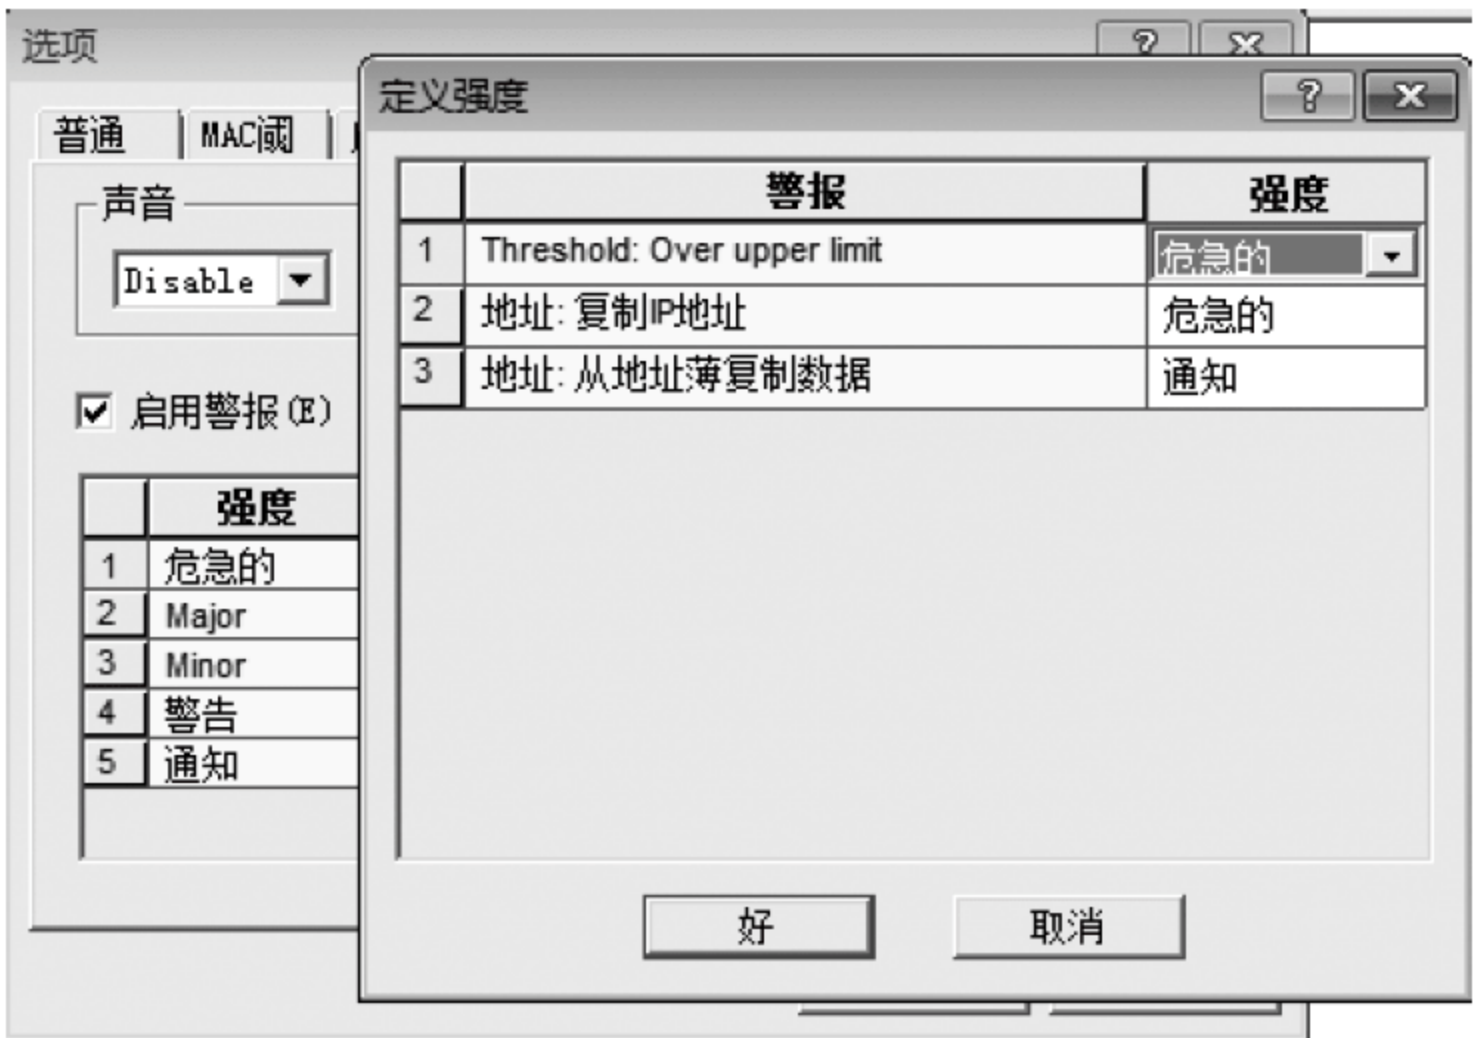 选项
定义强度
普通
MAC阈
声音
Disable
启用警报(E)
强度
1 危急的
2 Major
3 Minor
4 警告
5 通知
警报 强度
1 Threshold: Over upper limit 危急的
2 地址: 复制IP地址 危急的
3 地址: 从地址薄复制数据 通知
好 取消